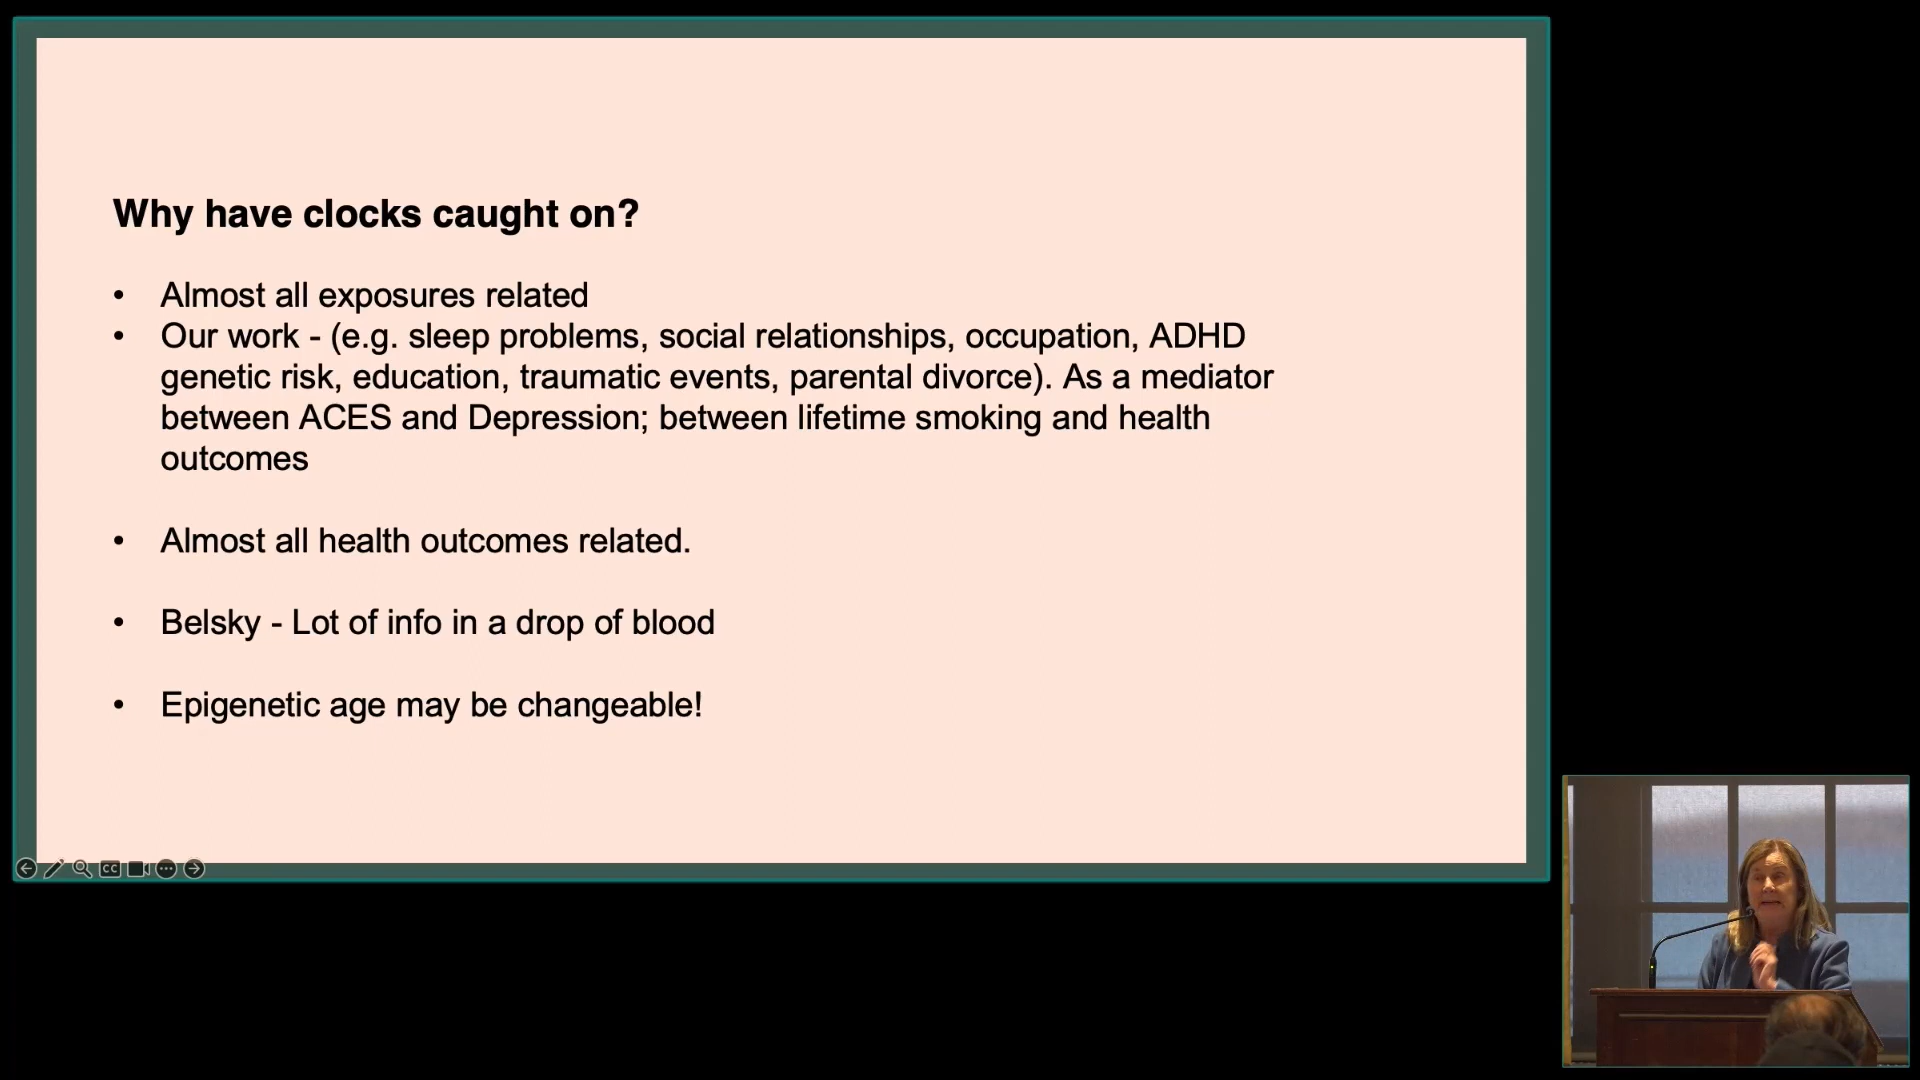 Why have clocks caught on?
• Almost all exposures related
• Our work - (e.g. sleep problems, social relationships, occupation, ADHD
genetic risk, education, traumatic events, parental divorce). As a mediator
between ACES and Depression; between lifetime smoking and health
outcomes
• Almost all health outcomes related.
• Belsky - Lot of info in a drop of blood
• Epigenetic age may be changeable!
CC